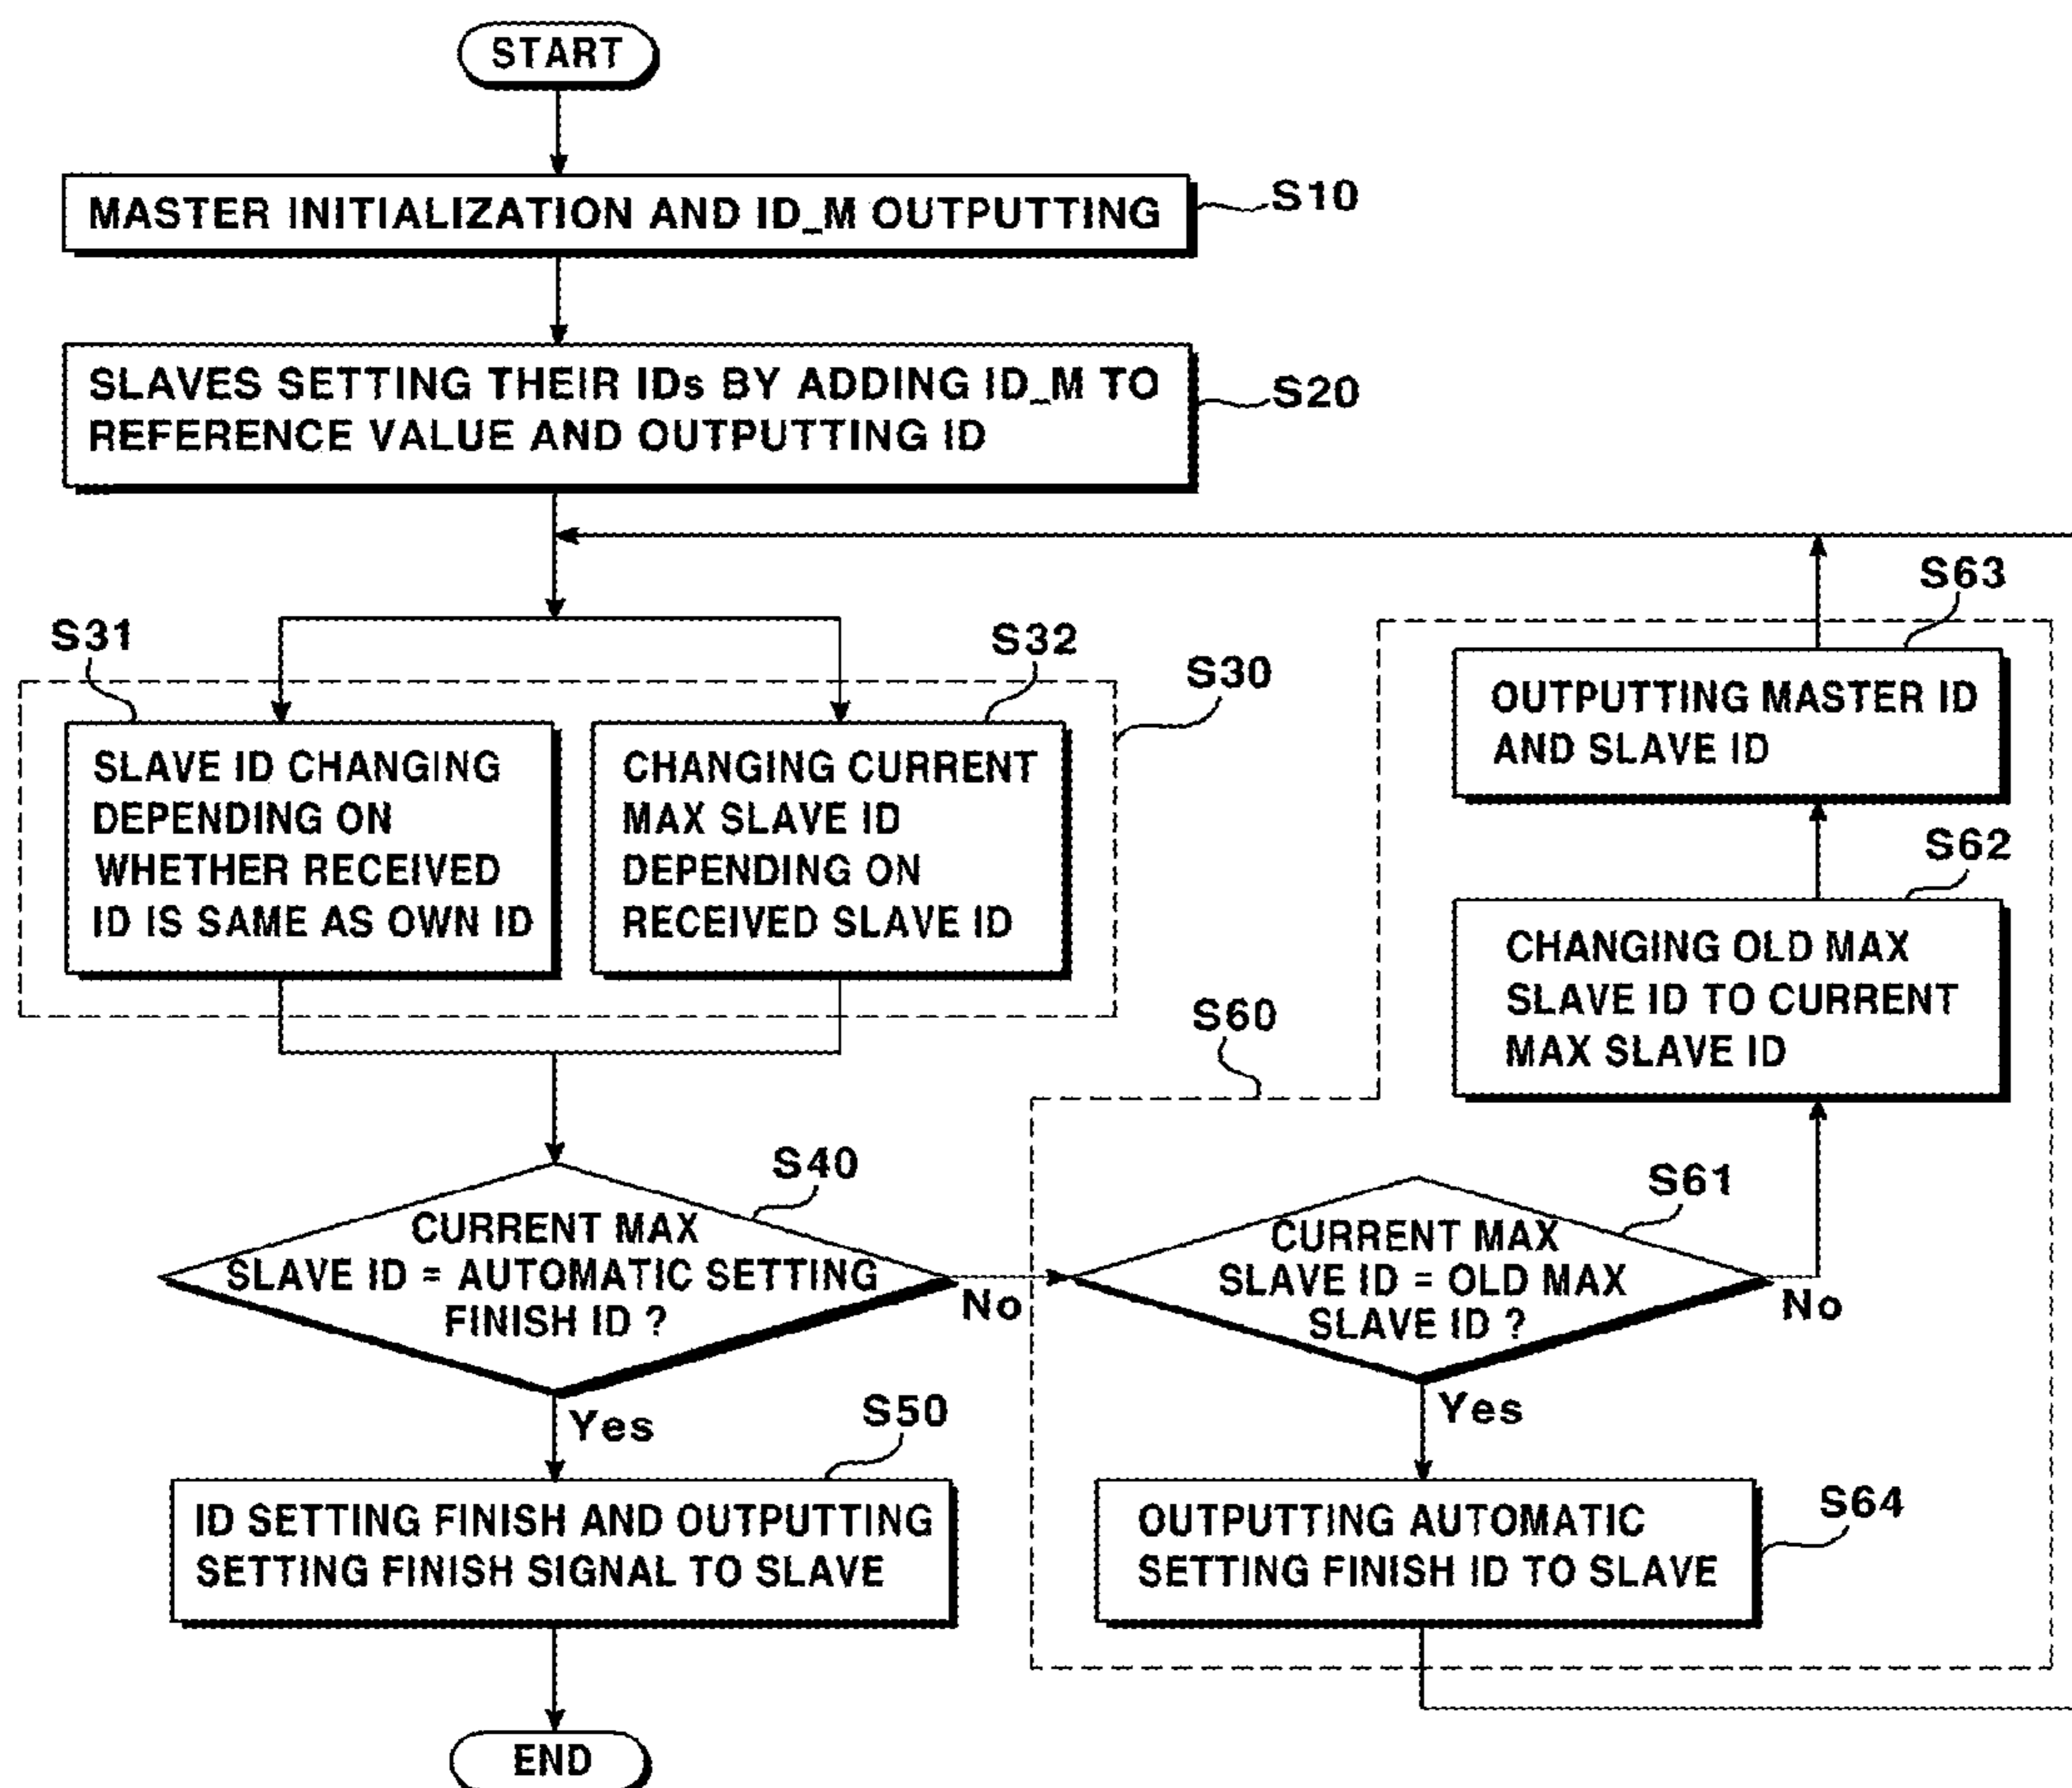 START
MASTER INITIALIZATION AND ID_M OUTPUTTING
S10
SLAVES SETTING THEIR IDs BY ADDING ID_M TO
REFERENCE VALUE AND OUTPUTTING ID
S20
S31
SLAVE ID CHANGING
DEPENDING ON
WHETHER RECEIVED
ID IS SAME AS OWN ID
S32
CHANGING CURRENT
MAX SLAVE ID
DEPENDING ON
RECEIVED SLAVE ID
S30
S63
OUTPUTTING MASTER ID
AND SLAVE ID
S62
CHANGING OLD MAX
SLAVE ID TO CURRENT
MAX SLAVE ID
S60
S40
CURRENT MAX
SLAVE ID = AUTOMATIC SETTING
FINISH ID ?
No
Yes
S61
CURRENT MAX
SLAVE ID = OLD MAX
SLAVE ID ?
No
Yes
S50
ID SETTING FINISH AND OUTPUTTING
SETTING FINISH SIGNAL TO SLAVE
S64
OUTPUTTING AUTOMATIC
SETTING FINISH ID TO SLAVE
END